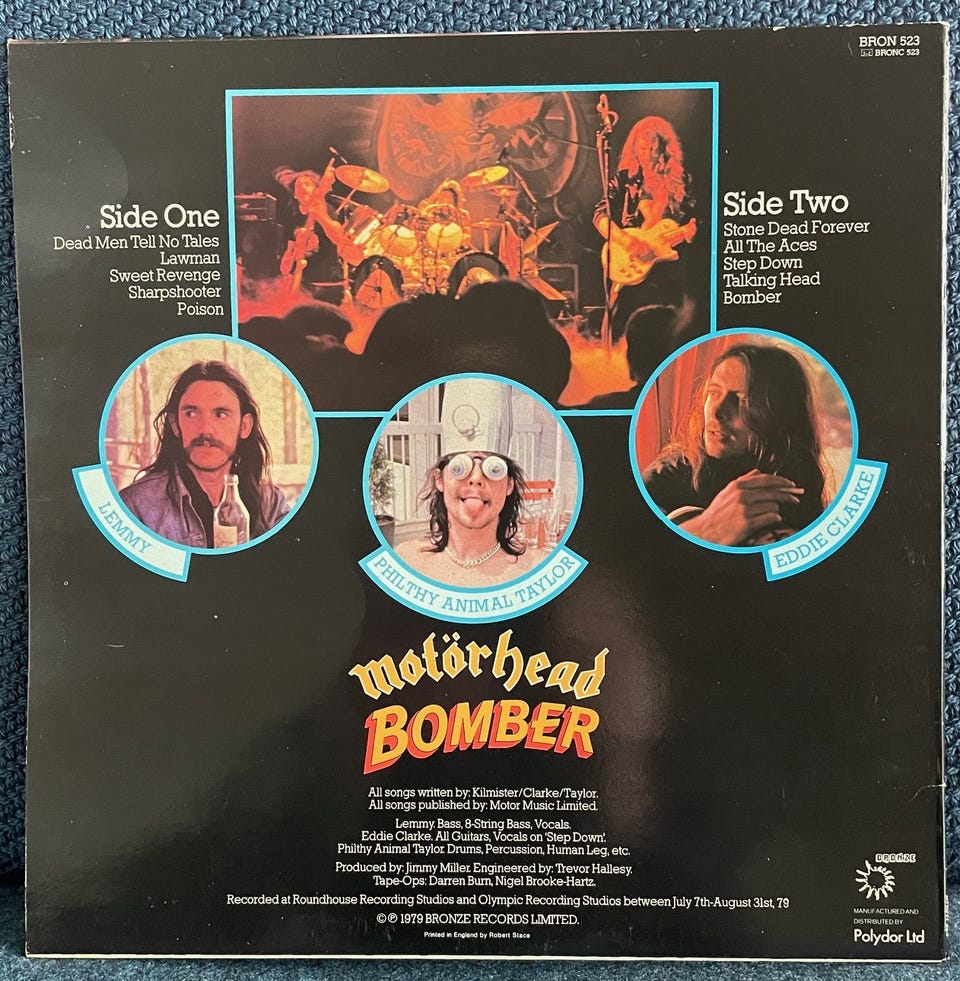 BRON 523
BRONC 523
Side One
Dead Men Tell No Tales
Lawman
Sweet Revenge
Sharpshooter
Poison
Side Two
Stone Dead Forever
All The Aces
Step Down
Talking Head
Bomber
LEMMY
PHILTHY ANIMAL TAYLOR
EDDIE CLARKE
motörhead
BOMBER
All songs written by: Kilmister/Clarke/Taylor.
All songs published by: Motor Music Limited.
Lemmy. Bass, 8-String Bass, Vocals.
Eddie Clarke. All Guitars, Vocals on 'Step Down'.
Philthy Animal Taylor. Drums, Percussion, Human Leg, etc.
Produced by: Jimmy Miller. Engineered by: Trevor Hallesy.
Tape-Ops: Darren Burn, Nigel Brooke-Hartz.
Recorded at Roundhouse Recording Studios and Olympic Recording Studios between July 7th-August 31st, 79
©℗ 1979 BRONZE RECORDS LIMITED.
Printed in England by Robert Stace
BRONZE
MANUFACTURED AND
DISTRIBUTED BY
Polydor Ltd